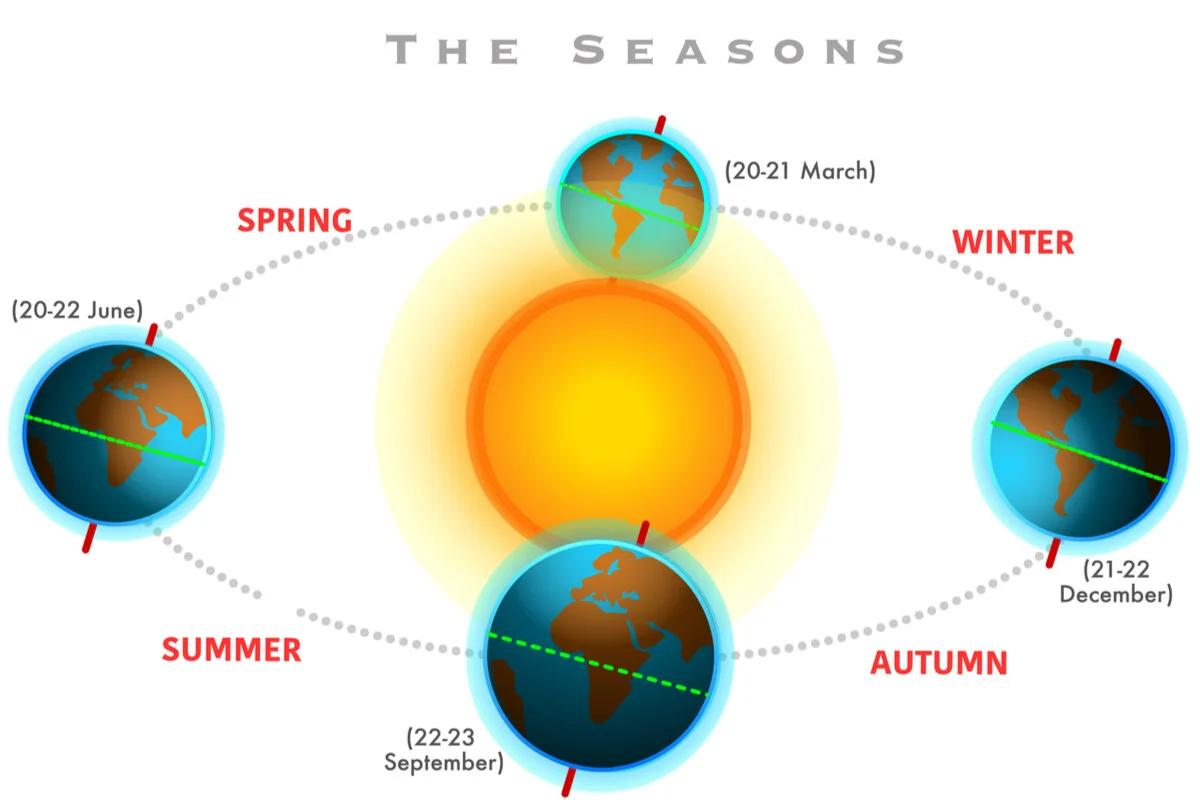 THE SEASONS
(20-21 March)
SPRING
WINTER
(20-22 June)
(21-22
December)
SUMMER
AUTUMN
(22-23
September)